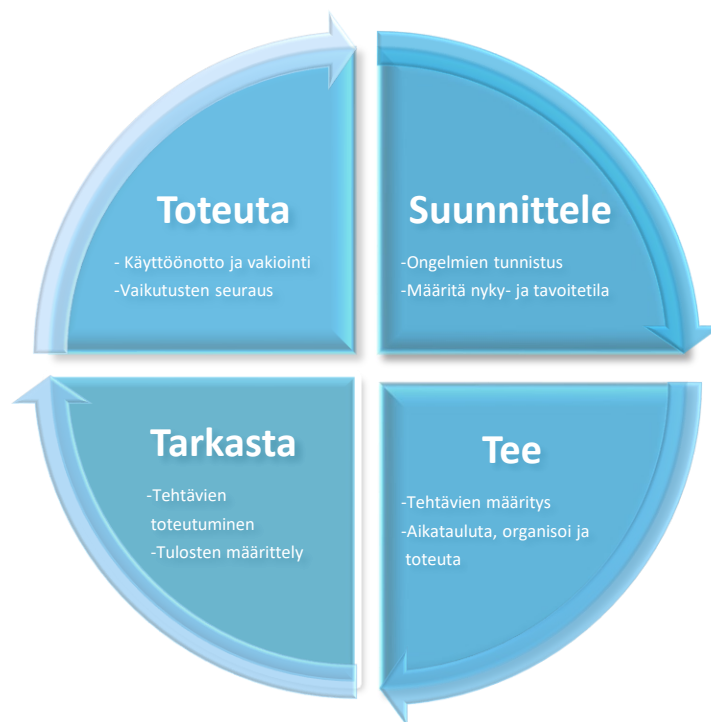 Toteuta
- Käyttöönotto ja vakiointi
-Vaikutusten seuraus
Suunnittele
-Ongelmien tunnistus
-Määritä nyky- ja tavoitetila
Tarkasta
-Tehtävien
toteutuminen
-Tulosten määrittely
Tee
-Tehtävien määritys
-Aikatauluta, organisoi ja
toteuta